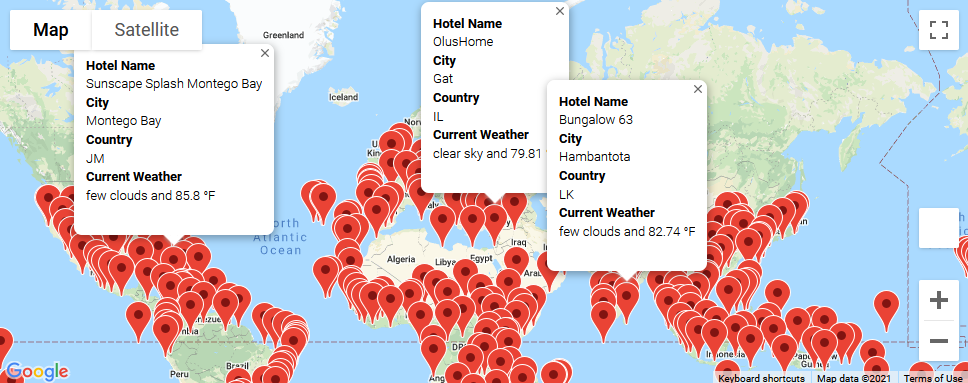 Map
Satellite
Greenland
Iceland
Hotel Name
Sunscape Splash Montego Bay
City
Montego Bay
Country
JM
Current Weather
few clouds and 85.8 °F
Hotel Name
OlusHome
City
Gat
Country
IL
Current Weather
clear sky and 79.81
Hotel Name
Bungalow 63
City
Hambantota
Country
LK
Current Weather
few clouds and 82.74 °F
North
Atlantic
Ocean
Algeria
Libya
Egypt
Iraq
Brazil
Peru
Google
Keyboard shortcuts
Map data ©2021
Terms of Use